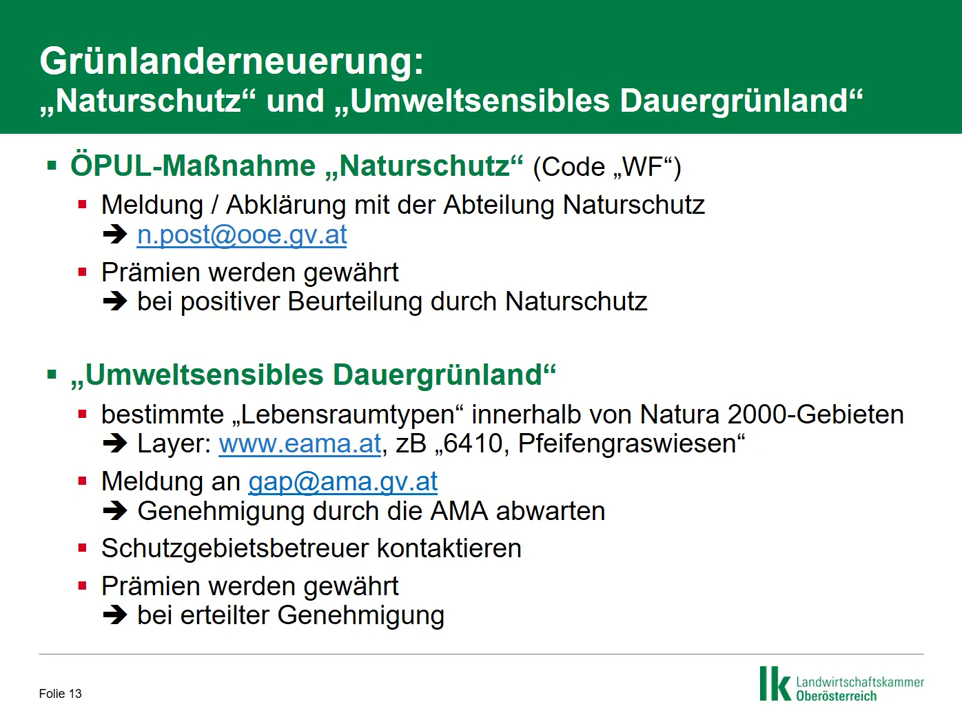 Grünlanderneuerung:
„Naturschutz“ und „Umweltsensibles Dauergrünland“
▪ ÖPUL-Maßnahme „Naturschutz“ (Code „WF“)
▪ Meldung / Abklärung mit der Abteilung Naturschutz
➔ n.post@ooe.gv.at
▪ Prämien werden gewährt
➔ bei positiver Beurteilung durch Naturschutz
▪ „Umweltsensibles Dauergrünland“
▪ bestimmte „Lebensraumtypen“ innerhalb von Natura 2000-Gebieten
➔ Layer: www.eama.at, zB „6410, Pfeifengraswiesen“
▪ Meldung an gap@ama.gv.at
➔ Genehmigung durch die AMA abwarten
▪ Schutzgebietsbetreuer kontaktieren
▪ Prämien werden gewährt
➔ bei erteilter Genehmigung
Folie 13
lk Landwirtschaftskammer
Oberösterreich